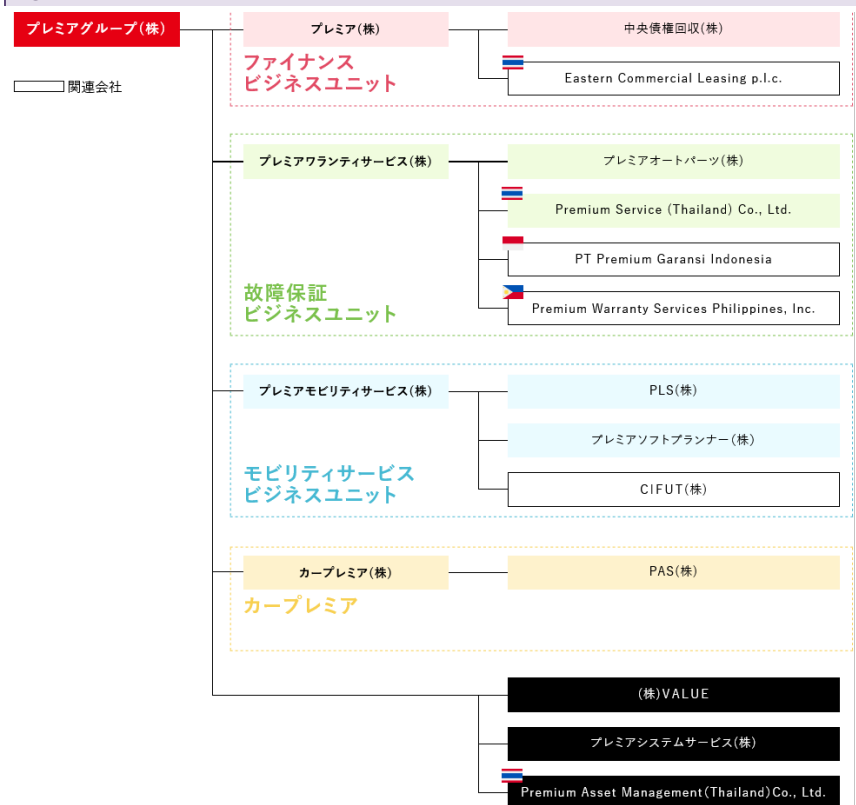 プレミアグループ(株)
プレミア(株)
中央債権回収(株)
ファイナンス
ビジネスユニット
Eastern Commercial Leasing p.l.c.
関連会社
プレミアワランティサービス(株)
プレミアオートパーツ(株)
Premium Service (Thailand) Co., Ltd.
PT Premium Garansi Indonesia
故障保証
ビジネスユニット
Premium Warranty Services Philippines, Inc.
プレミアモビリティサービス(株)
PLS(株)
プレミアソフトプランナー(株)
モビリティサービス
ビジネスユニット
CIFUT(株)
カープレミア(株)
PAS(株)
カープレミア
(株)VALUE
プレミアシステムサービス(株)
Premium Asset Management(Thailand)Co., Ltd.